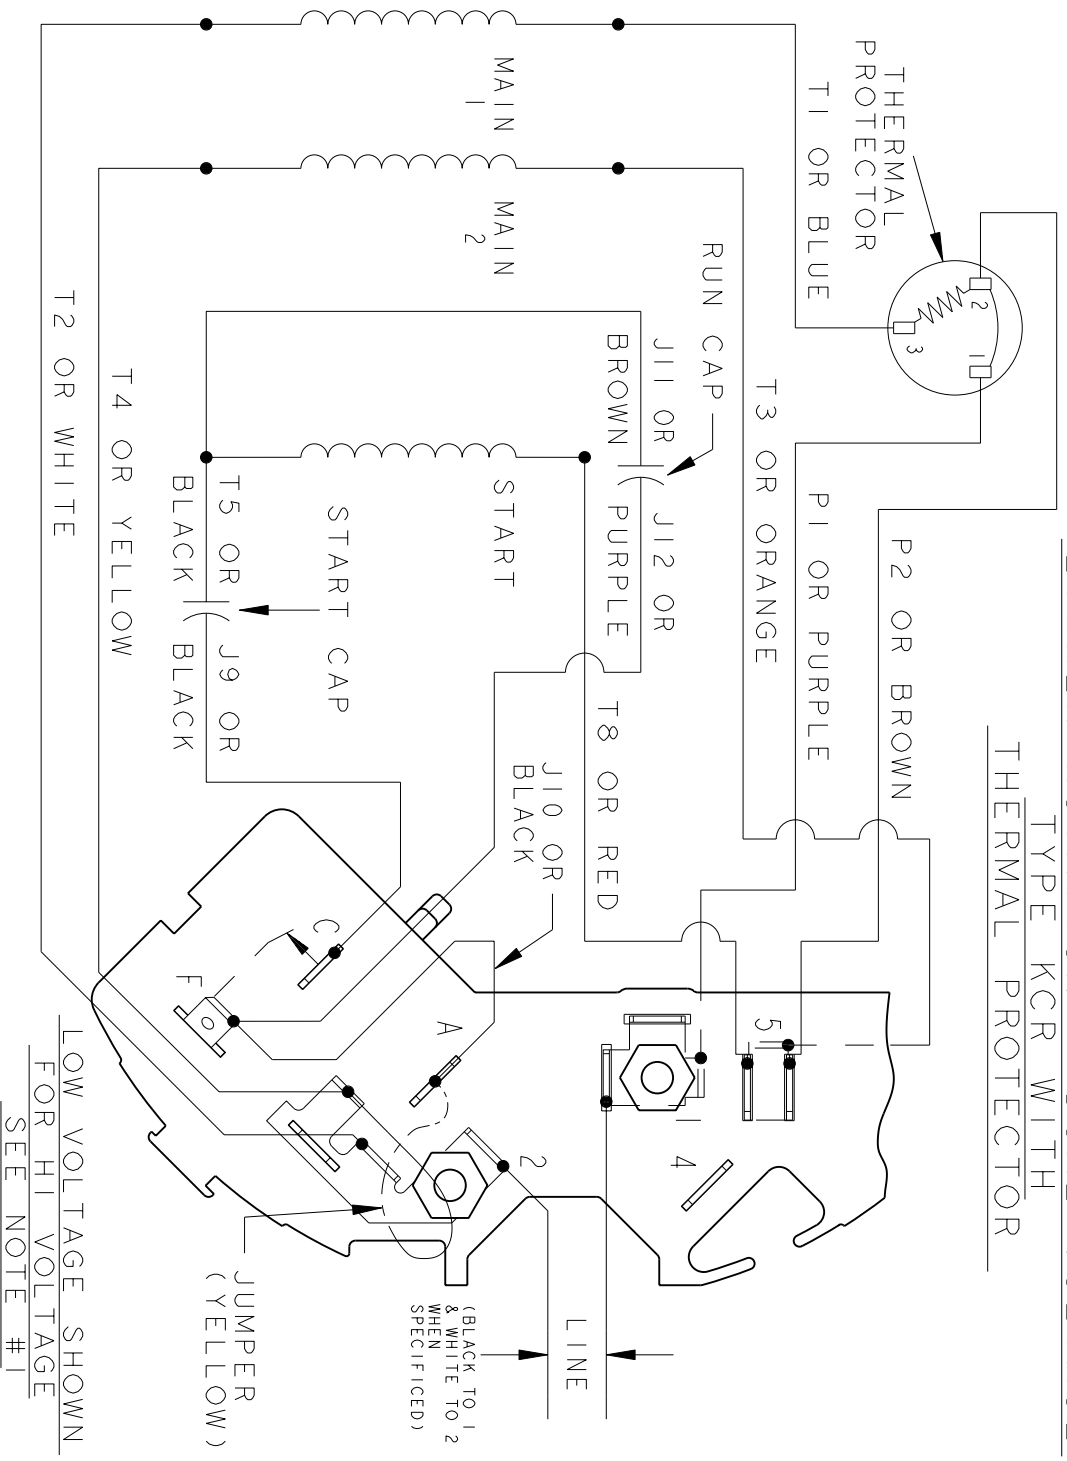 TYPE KCR WITH
THERMAL PROTECTOR
THERMAL
PROTECTOR
2
1
3
P2 OR BROWN
T1 OR BLUE
P1 OR PURPLE
T3 OR ORANGE
RUN CAP
J11 OR
BROWN
J12 OR
PURPLE
T8 OR RED
MAIN
1
MAIN
2
START
J10 OR
BLACK
START CAP
T5 OR
BLACK
J9 OR
BLACK
T4 OR YELLOW
T2 OR WHITE
5
4
1
2
A
C
F
LINE
(BLACK TO 1
& WHITE TO 2
WHEN
SPECIFICED)
JUMPER
(YELLOW)
LOW VOLTAGE SHOWN
FOR HI VOLTAGE
SEE NOTE #1